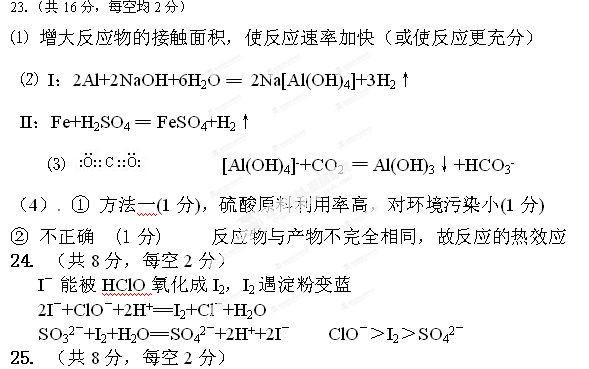 23.（共 16 分，每空均 2 分）
⑴ 增大反应物的接触面积，使反应速率加快（或使反应更充分）
⑵ I：2Al+2NaOH+6H₂O ═ 2Na[Al(OH)₄]+3H₂↑
II：Fe+H₂SO₄ ═ FeSO₄+H₂↑
⑶ :Ö::C::Ö: [Al(OH)₄]⁻+CO₂ ═ Al(OH)₃↓+HCO₃⁻
（4）. ① 方法一(1 分)，硫酸原料利用率高，对环境污染小(1 分)
② 不正确 (1 分) 反应物与产物不完全相同，故反应的热效应
24. （共 8 分，每空 2 分）
I⁻ 能被 HClO 氧化成 I₂，I₂ 遇淀粉变蓝
2I⁻+ClO⁻+2H⁺═I₂+Cl⁻+H₂O
SO₃²⁻+I₂+H₂O═SO₄²⁻+2H⁺+2I⁻ ClO⁻＞I₂＞SO₄²⁻
25. （共 8 分，每空 2 分）